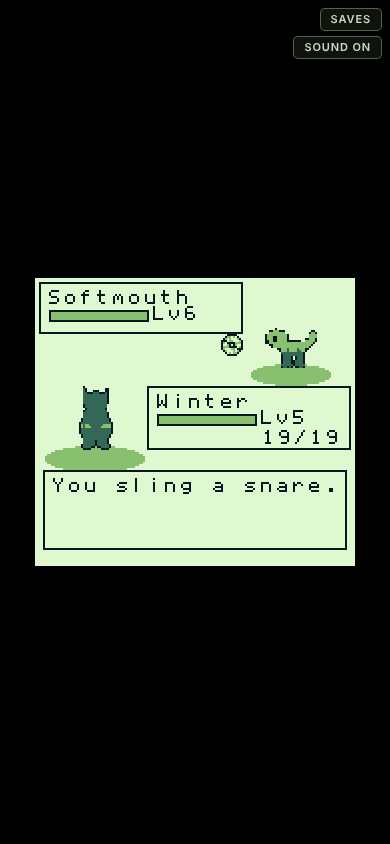 SAVES
SOUND ON
Softmouth
Lv6
Winter
Lv5
19/19
You sling a snare.